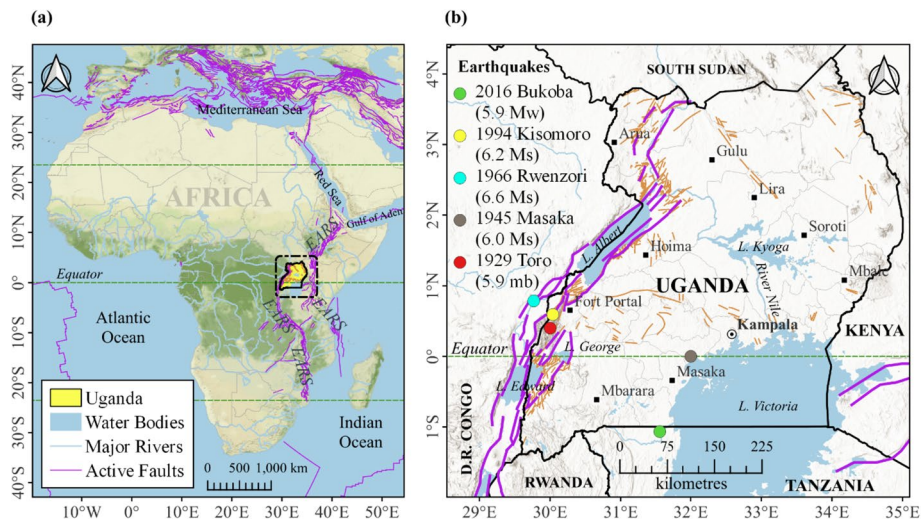 (a)
(b)
40°N
30°N
20°N
10°N
0°
10°S
20°S
30°S
40°S
Mediterranean Sea
Red Sea
Gulf of Aden
AFRICA
EARS
Equator
EARS
EARS
EARS
Atlantic
Ocean
Indian
Ocean
Uganda
Water Bodies
Major Rivers
Active Faults
0 500 1,000 km
10°W 0° 10°E 20°E 30°E 40°E 50°E
4°N
3°N
2°N
1°N
0°
1°S
Earthquakes
2016 Bukoba
(5.9 Mw)
1994 Kisomoro
(6.2 Ms)
1966 Rwenzori
(6.6 Ms)
1945 Masaka
(6.0 Ms)
1929 Toro
(5.9 mb)
SOUTH SUDAN
Arua
Gulu
Lira
Soroti
L. Albert
Hoima
L. Kyoga
Mbale
UGANDA
River Nile
Fort Portal
Kampala
KENYA
Equator
L. George
L. Edward
Masaka
Mbarara
L. Victoria
D.R. CONGO
0 75 150 225
kilometres
RWANDA
TANZANIA
29°E 30°E 31°E 32°E 33°E 34°E 35°E